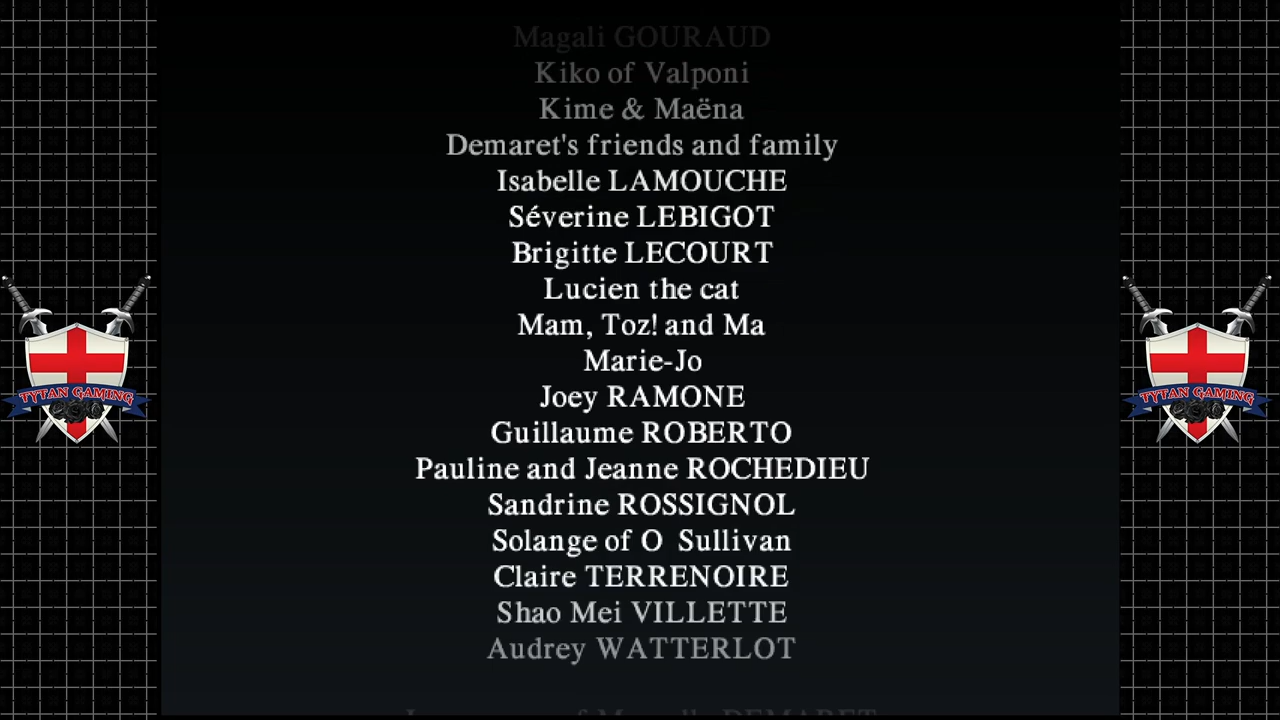 Magali GOURAUD
Kiko of Valponi
Kime & Maëna
Demaret's friends and family
Isabelle LAMOUCHE
Séverine LEBIGOT
Brigitte LECOURT
Lucien the cat
Mam, Toz! and Ma
Marie-Jo
Joey RAMONE
Guillaume ROBERTO
Pauline and Jeanne ROCHEDIEU
Sandrine ROSSIGNOL
Solange of O  Sullivan
Claire TERRENOIRE
Shao Mei VILLETTE
Audrey WATTERLOT
DEMARET
TYTAN GAMING
TYTAN GAMING